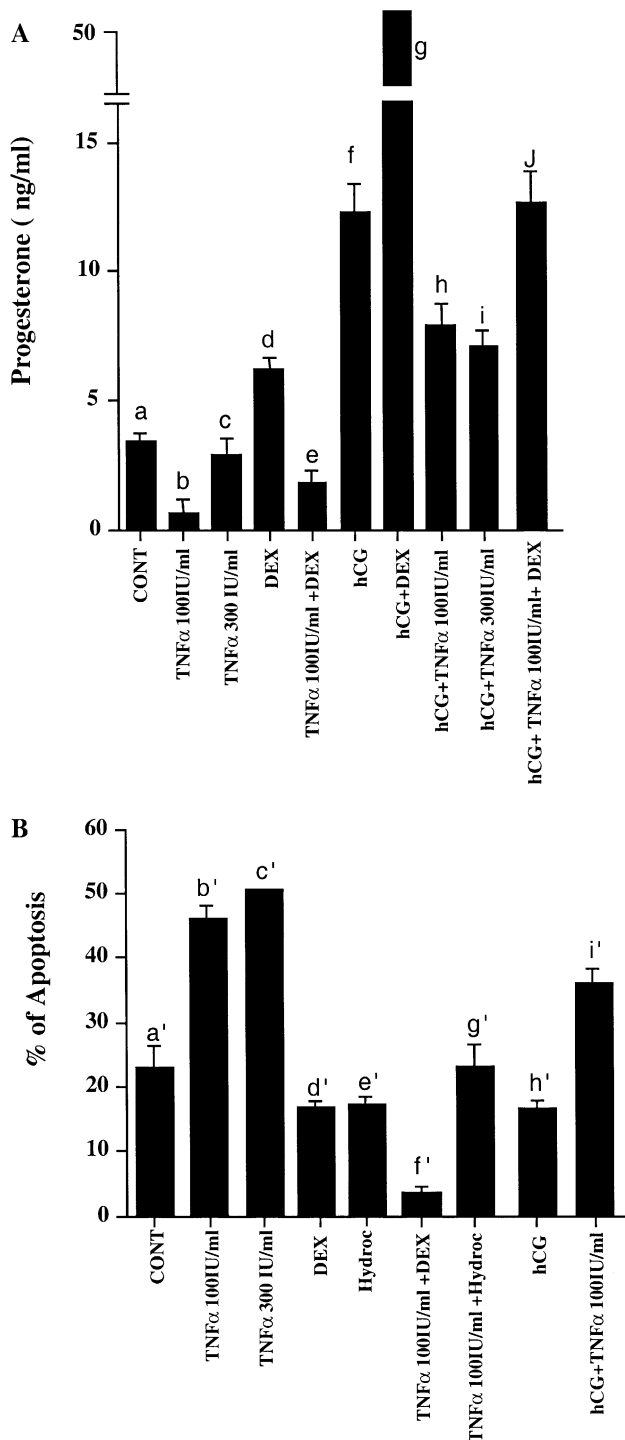 A
50
15
10
5
0
Progesterone ( ng/ml)
a
b
c
d
e
f
g
h
i
J
CONT
TNFα 100IU/ml
TNFα 300 IU/ml
DEX
TNFα 100IU/ml +DEX
hCG
hCG+DEX
hCG+TNFα 100IU/ml
hCG+TNFα 300IU/ml
hCG+ TNFα 100IU/ml+ DEX
B
60
50
40
30
20
10
0
% of Apoptosis
a'
b'
c'
d'
e'
f'
g'
h'
i'
CONT
TNFα 100IU/ml
TNFα 300 IU/ml
DEX
Hydroc
TNFα 100IU/ml +DEX
TNFα 100IU/ml +Hydroc
hCG
hCG+TNFα 100IU/ml